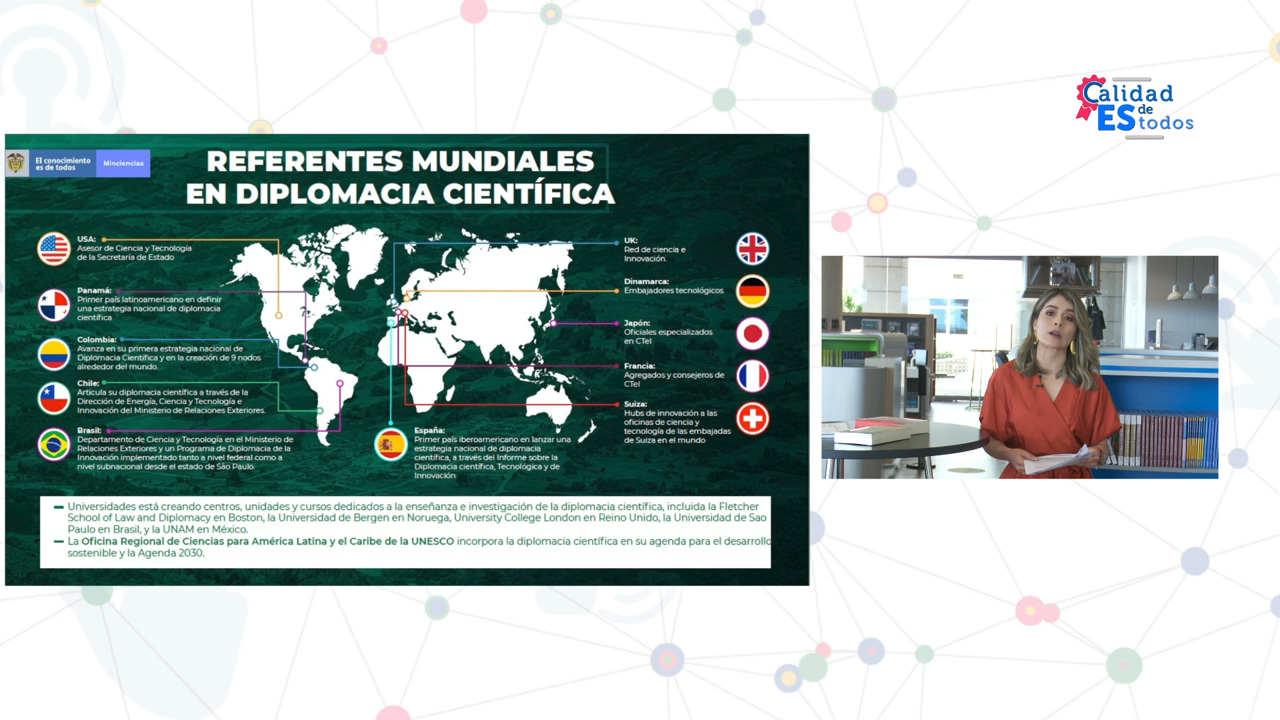 Calidad
de
ES todos
El conocimiento
es de todos
Minciencias
REFERENTES MUNDIALES
EN DIPLOMACIA CIENTÍFICA
USA:
Asesor de Ciencia y Tecnología
de la Secretaría de Estado
Panamá:
Primer país latinoamericano en definir
una estrategia nacional de diplomacia
científica
Colombia:
Avanza en su primera estrategia nacional de
Diplomacia Científica y en la creación de 9 nodos
alrededor del mundo.
Chile:
Articula su diplomacia científica a través de la
Dirección de Energía, Ciencia y Tecnología e
Innovación del Ministerio de Relaciones Exteriores.
Brasil:
Departamento de Ciencia y Tecnología en el Ministerio de
Relaciones Exteriores y un Programa de Diplomacia de la
Innovación implementado tanto a nivel federal como a
nivel subnacional desde el estado de São Paulo.
España:
Primer país iberoamericano en lanzar una
estrategia nacional de diplomacia
científica, a través del Informe sobre la
Diplomacia científica, Tecnológica y de
Innovación
UK:
Red de ciencia e
Innovación.
Dinamarca:
Embajadores tecnológicos
Japón:
Oficiales especializados
en CTeI
Francia:
Agregados y consejeros de
CTeI
Suiza:
Hubs de innovación a las
oficinas de ciencia y
tecnología de las embajadas
de Suiza en el mundo
Universidades está creando centros, unidades y cursos dedicados a la enseñanza e investigación de la diplomacia científica, incluida la Fletcher
School of Law and Diplomacy en Boston, la Universidad de Bergen en Noruega, University College London en Reino Unido, la Universidad de Sao
Paulo en Brasil, y la UNAM en México.
La Oficina Regional de Ciencias para América Latina y el Caribe de la UNESCO incorpora la diplomacia científica en su agenda para el desarrollo
sostenible y la Agenda 2030.